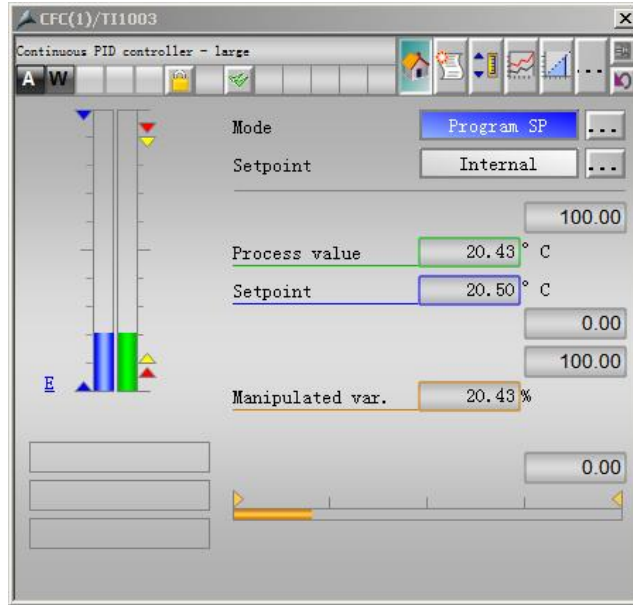 CFC(1)/TI1003
Continuous PID controller - large
A W
...
Mode Program SP ...
Setpoint Internal ...
100.00
Process value 20.43 ° C
Setpoint 20.50 ° C
0.00
100.00
E
Manipulated var. 20.43 %
0.00